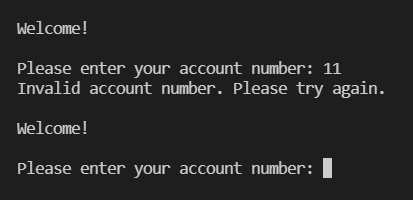 Welcome!
Please enter your account number: 11
Invalid account number. Please try again.
Welcome!
Please enter your account number: